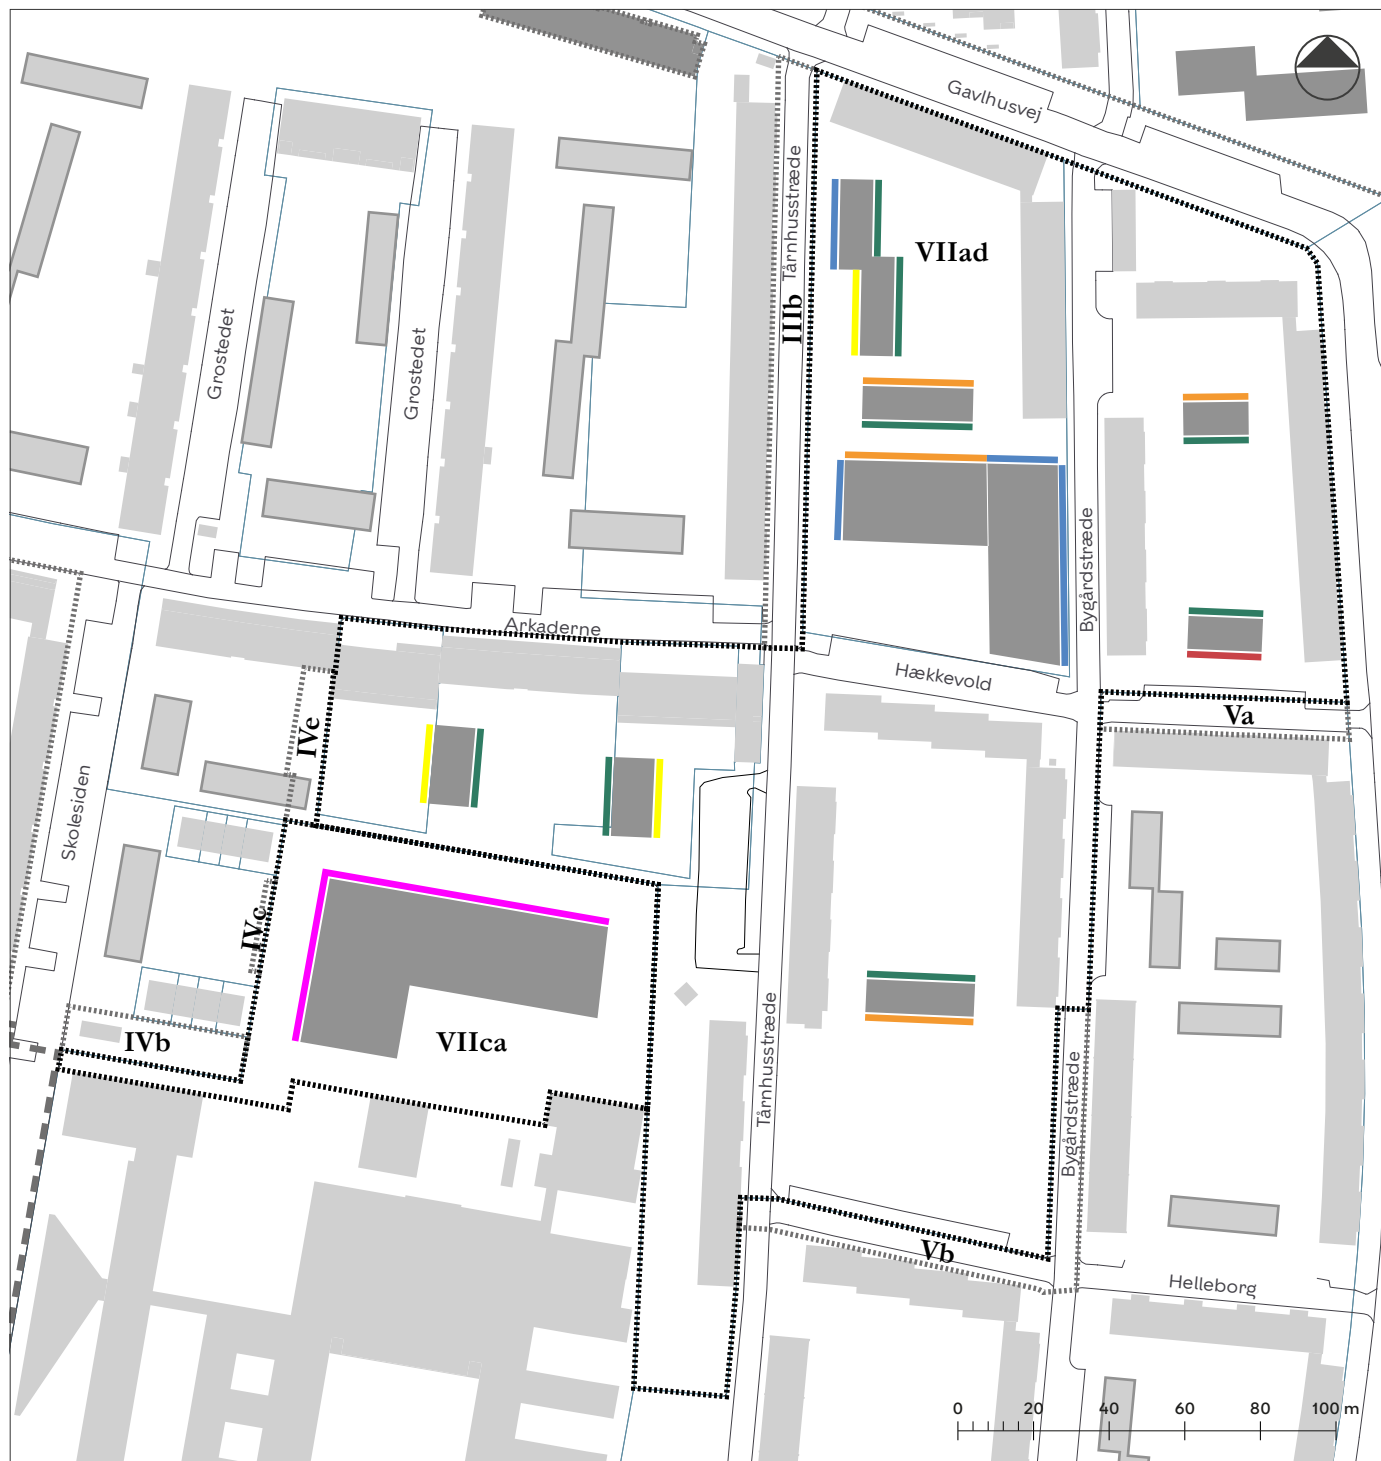 Gavlhusvej
Tårnhusstræde
VIIad
IIIb
Grostedet
Grostedet
Bygårdstræde
Arkaderne
Hækkevold
Va
IVe
Skolesiden
IVc
IVb
VIIca
Tårnhusstræde
Bygårdstræde
Vb
Helleborg
0 20 40 60 80 100 m